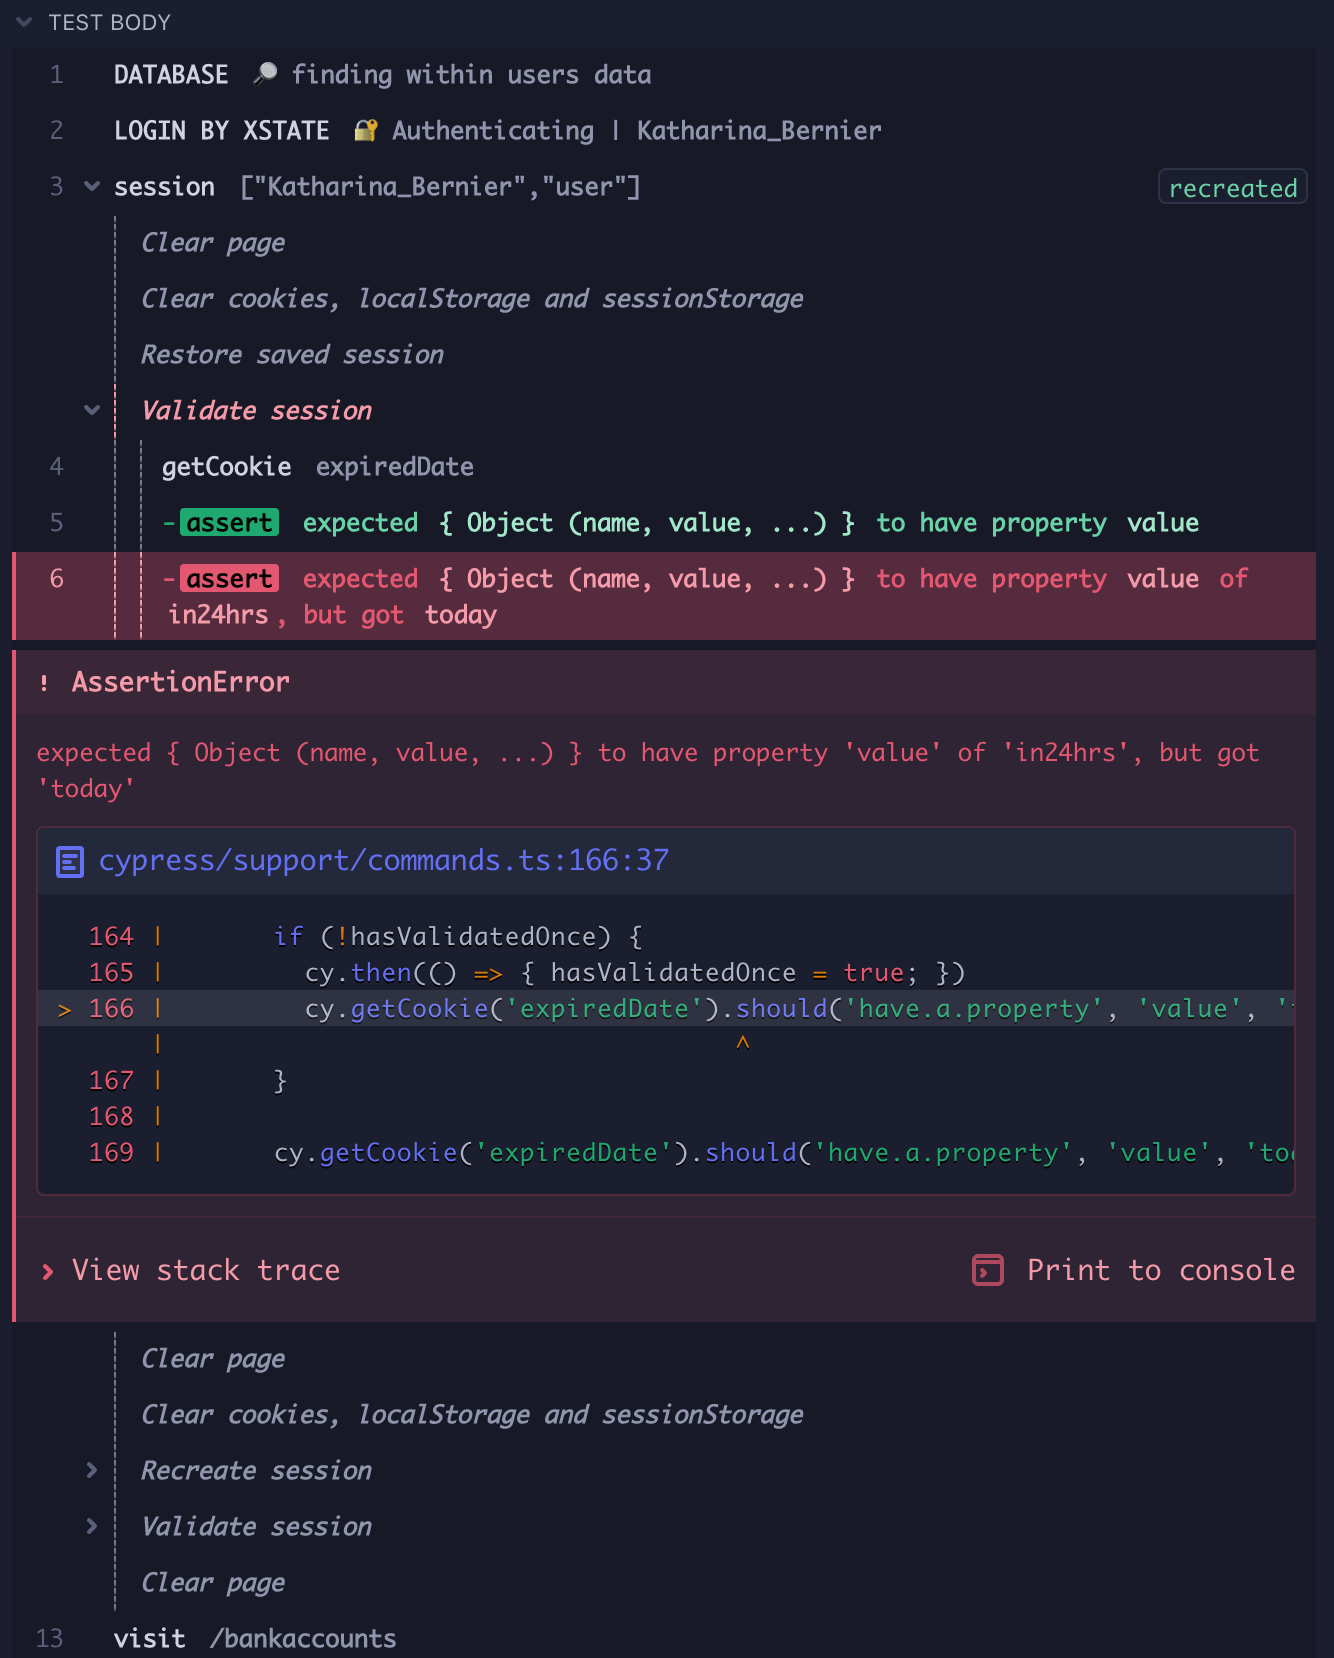 TEST BODY
1 DATABASE 🔎 finding within users data
2 LOGIN BY XSTATE 🔐 Authenticating | Katharina_Bernier
3 session ["Katharina_Bernier","user"] recreated
Clear page
Clear cookies, localStorage and sessionStorage
Restore saved session
Validate session
4 getCookie expiredDate
5 -assert expected { Object (name, value, ...) } to have property value
6 -assert expected { Object (name, value, ...) } to have property value of
in24hrs, but got today
! AssertionError
expected { Object (name, value, ...) } to have property 'value' of 'in24hrs', but got
'today'
cypress/support/commands.ts:166:37
164 | if (!hasValidatedOnce) {
165 | cy.then(() => { hasValidatedOnce = true; })
> 166 | cy.getCookie('expiredDate').should('have.a.property', 'value', '
| ^
167 | }
168 |
169 | cy.getCookie('expiredDate').should('have.a.property', 'value', 'to
View stack trace Print to console
Clear page
Clear cookies, localStorage and sessionStorage
Recreate session
Validate session
Clear page
13 visit /bankaccounts